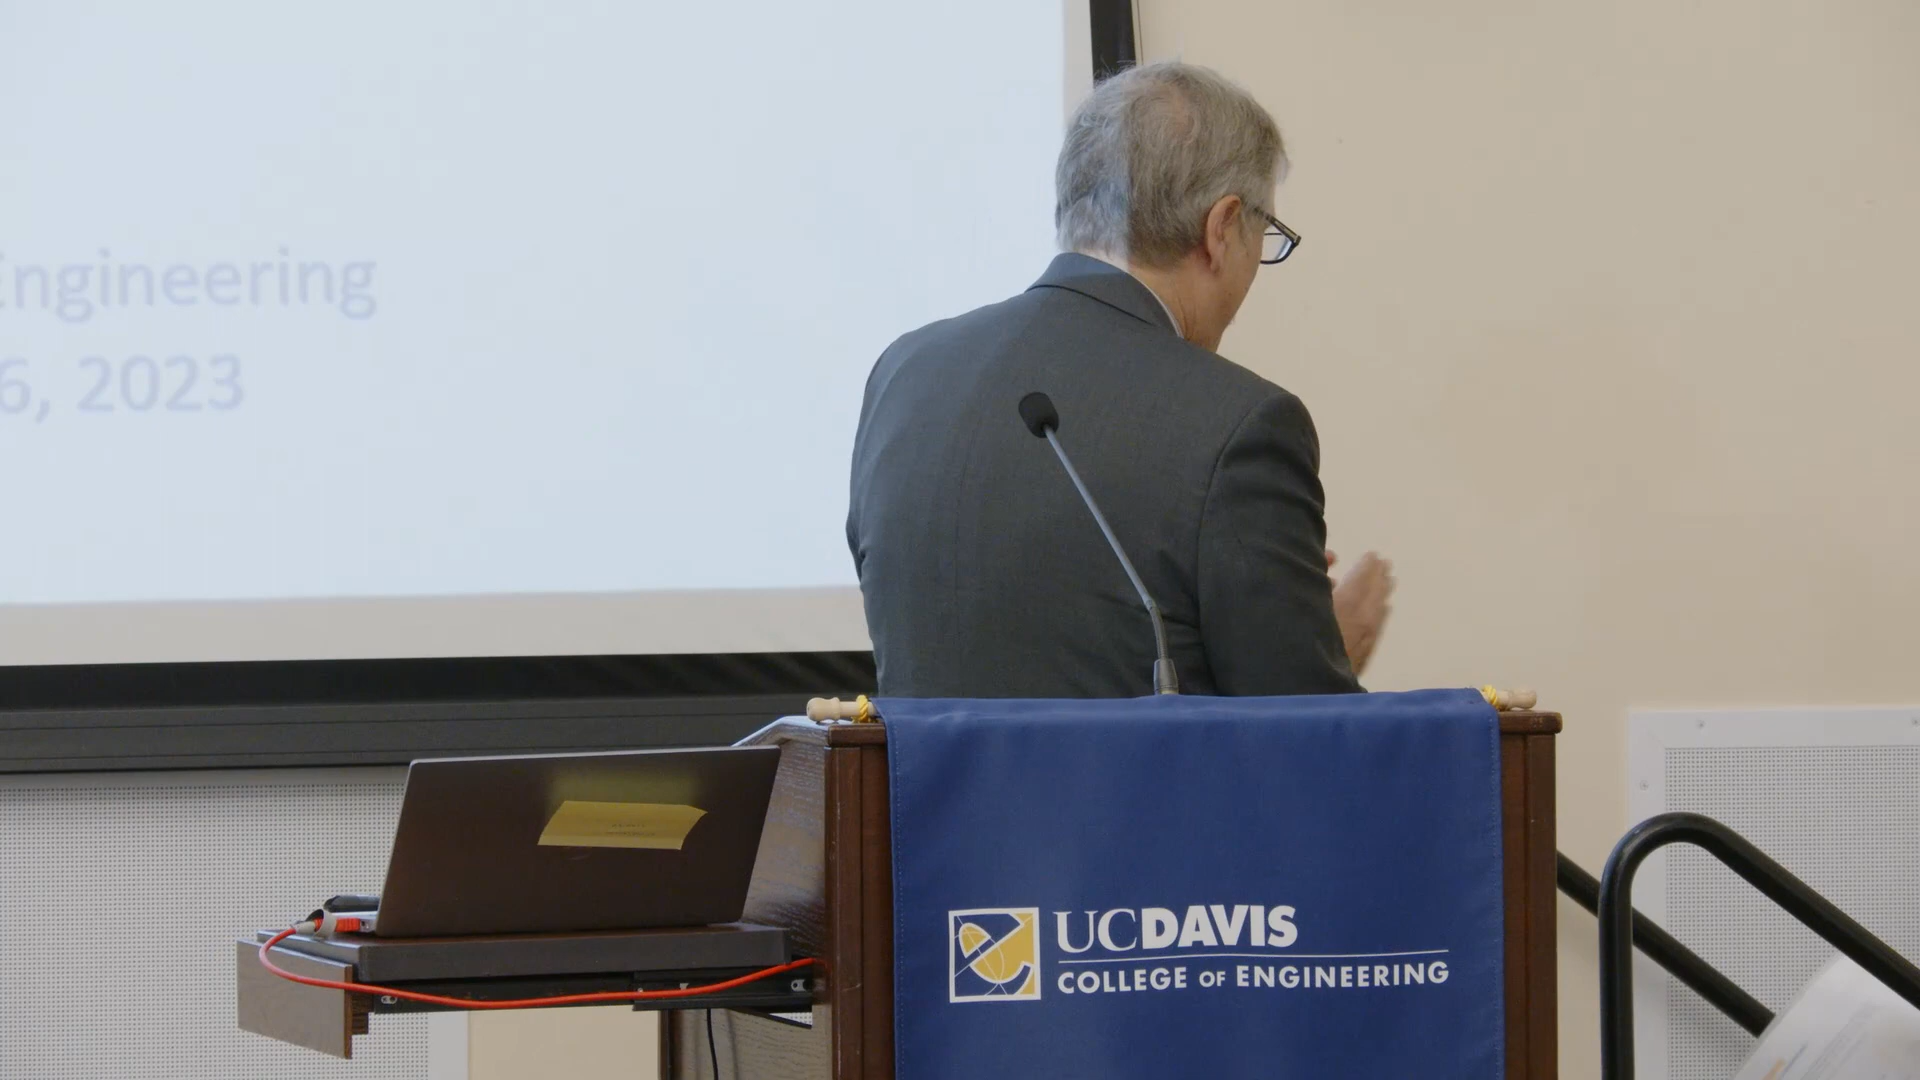 Engineering
6, 2023
UCDAVIS
COLLEGE OF ENGINEERING